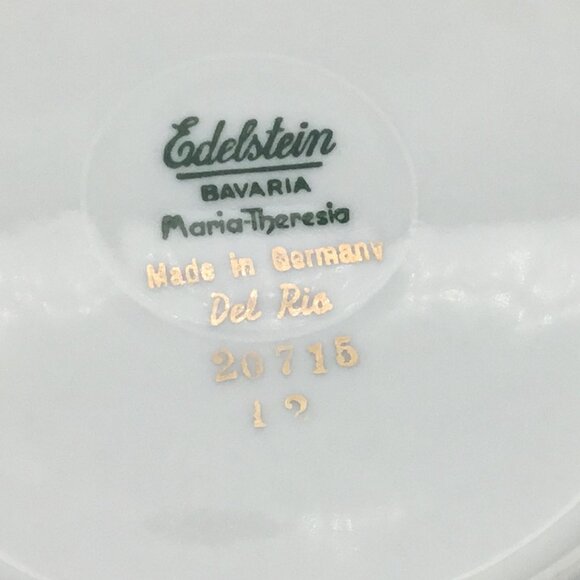 Edelstein
BAVARIA
Maria-Theresia
Made in Germany
Del Rio
20715
12